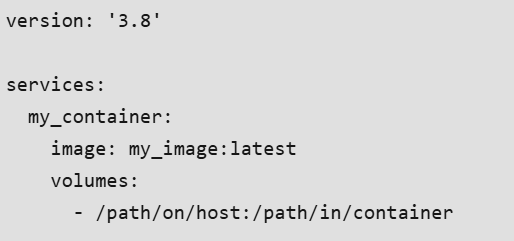 version: '3.8'

services:
  my_container:
    image: my_image:latest
    volumes:
      - /path/on/host:/path/in/container